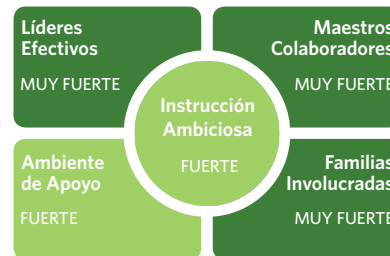 Líderes
Efectivos
MUY FUERTE
Maestros
Colaboradores
MUY FUERTE
Instrucción
Ambiciosa
FUERTE
Ambiente
de Apoyo
FUERTE
Familias
Involucradas
MUY FUERTE